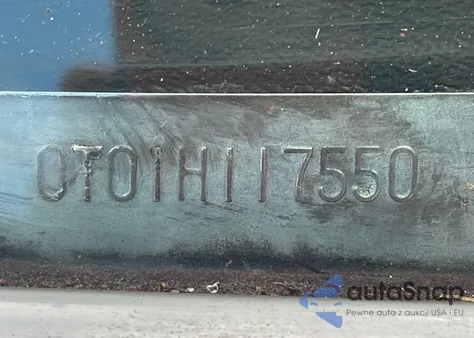 0T01H117550
autoSnap
Pewne auta z aukcji USA i EU